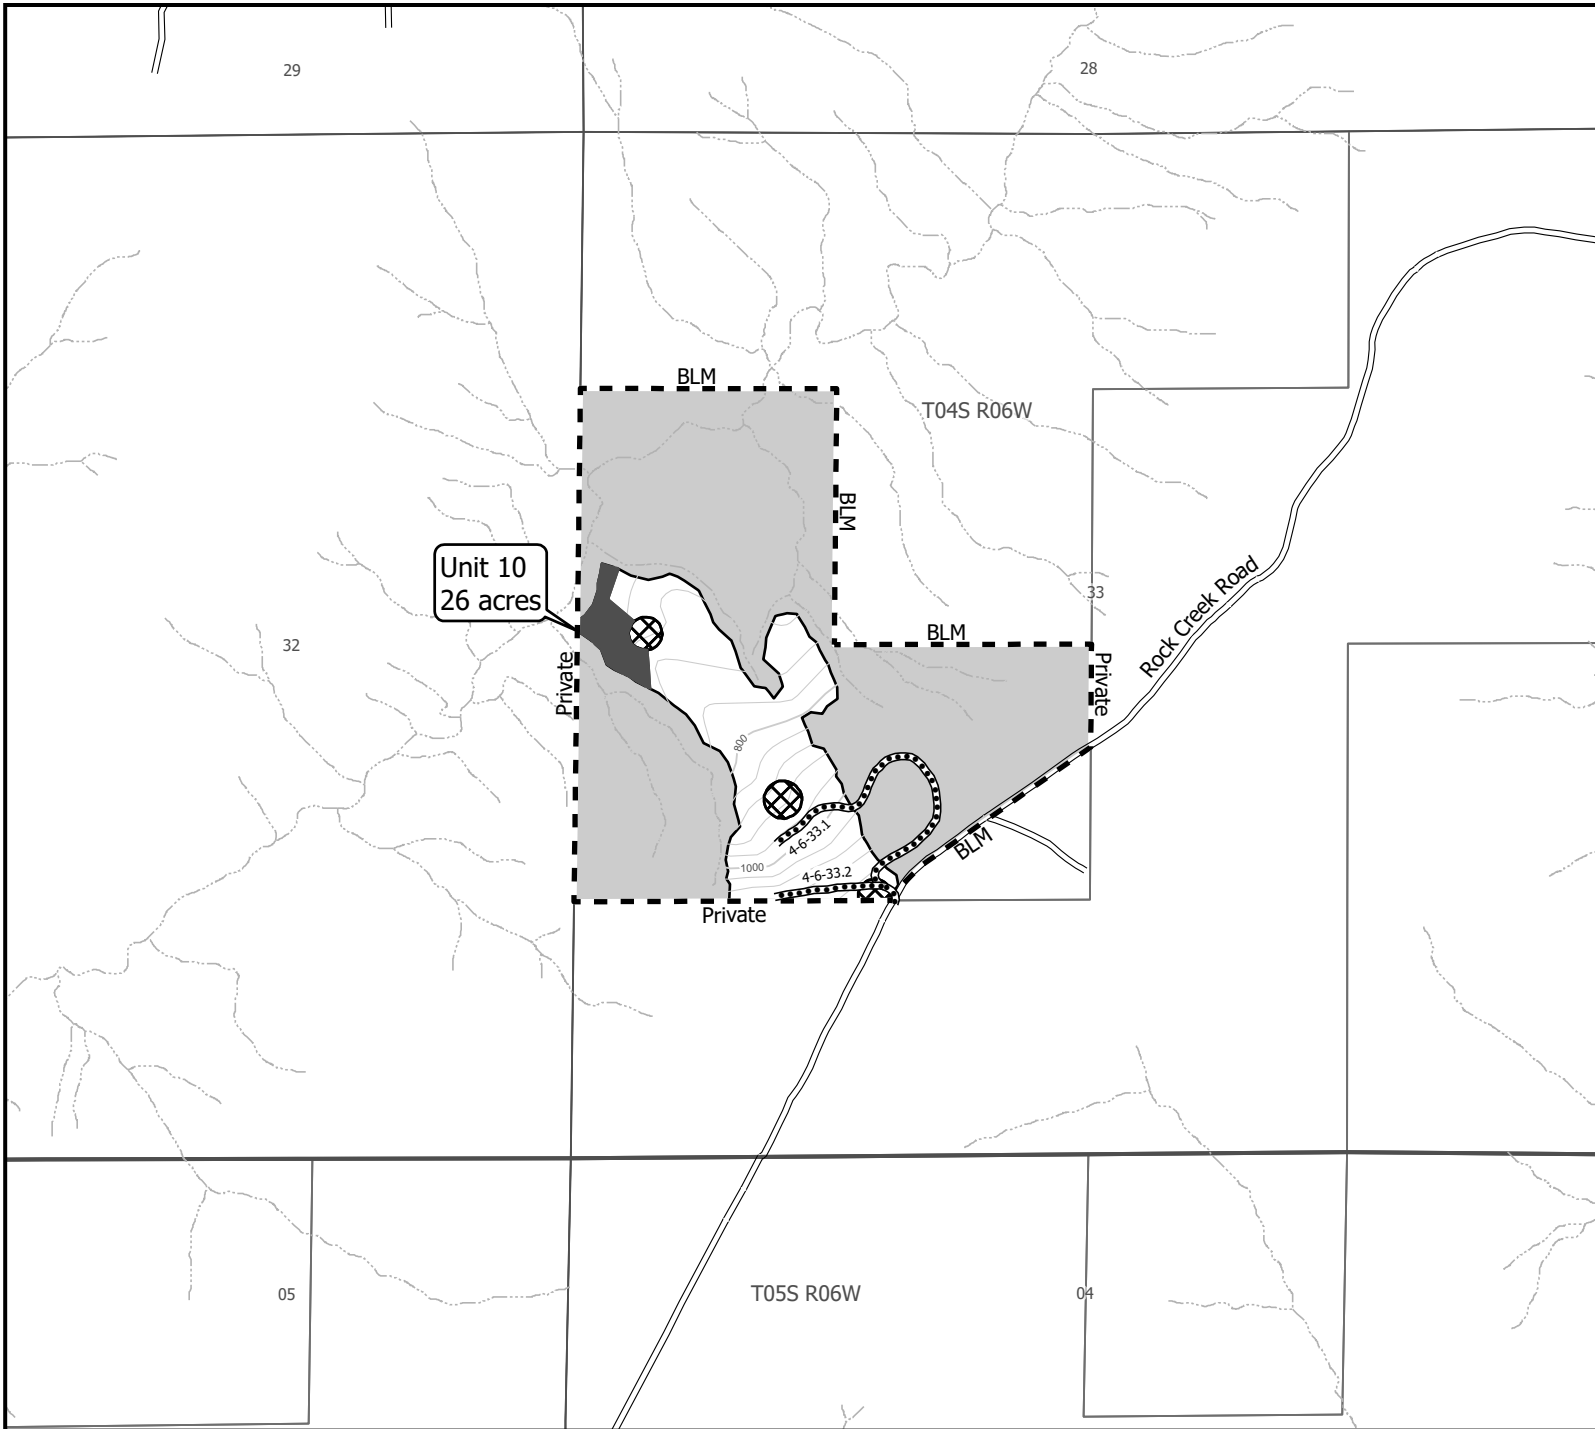 29
28
BLM
T04S R06W
BLM
Unit 10
26 acres
33
Rock Creek Road
BLM
32
Private
Private
800
4-6-33.1
BLM
1000
4-6-33.2
Private
05
T05S R06W
04